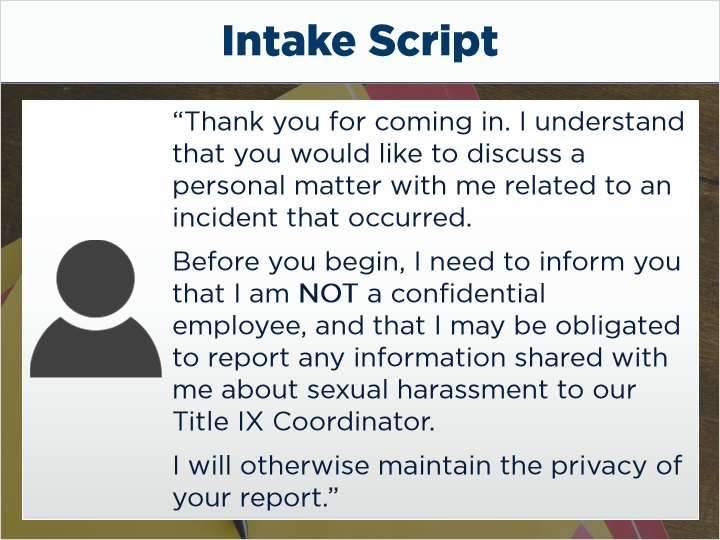 Intake Script
“Thank you for coming in. I understand
that you would like to discuss a
personal matter with me related to an
incident that occurred.
Before you begin, I need to inform you
that I am NOT a confidential
employee, and that I may be obligated
to report any information shared with
me about sexual harassment to our
Title IX Coordinator.
I will otherwise maintain the privacy of
your report.”